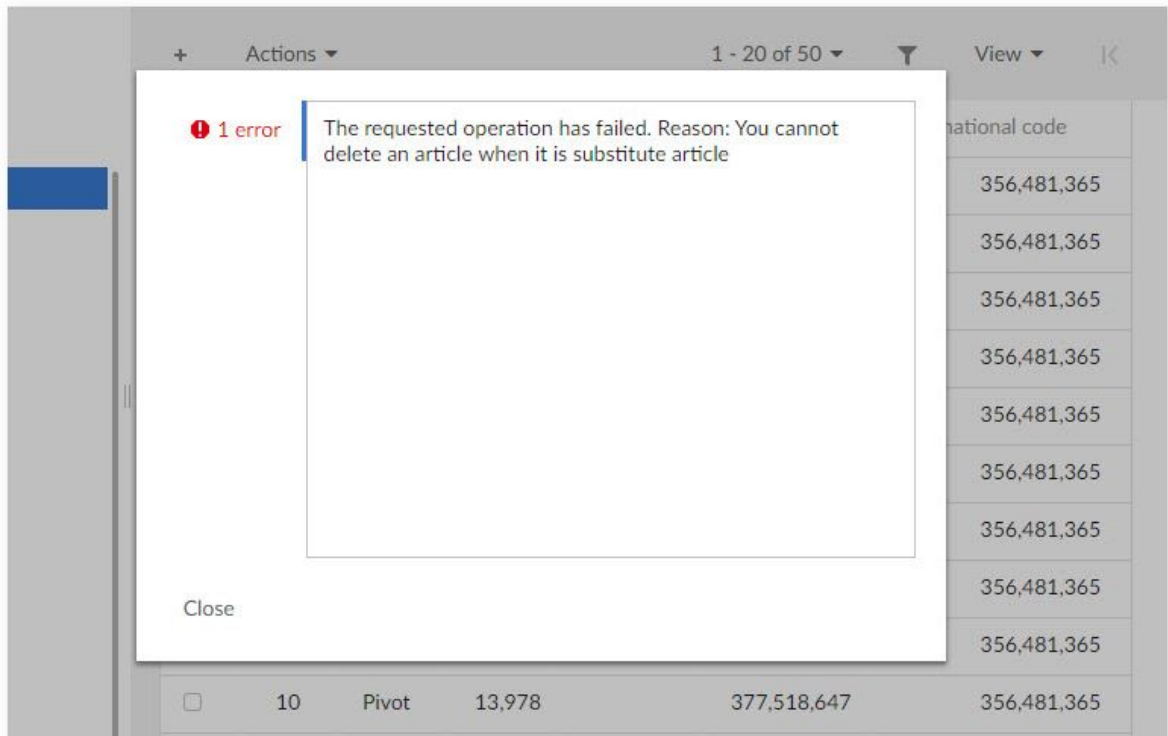 + Actions 1 - 20 of 50 View
1 error
The requested operation has failed. Reason: You cannot
delete an article when it is substitute article
national code
356,481,365
356,481,365
356,481,365
356,481,365
356,481,365
356,481,365
356,481,365
356,481,365
356,481,365
Close
10 Pivot 13,978 377,518,647 356,481,365